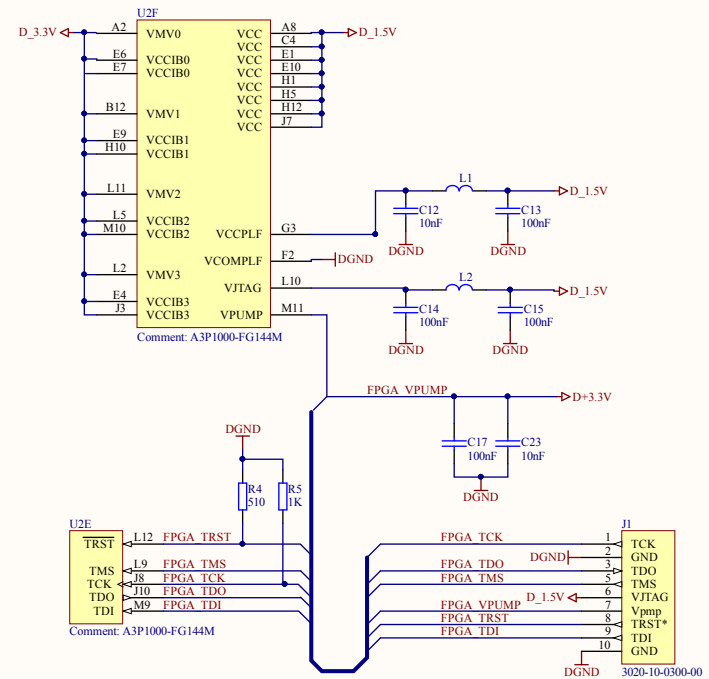 U2F
D_3.3V
A2 VMV0 VCC A8 D_1.5V
VCC C4
E6 VCCIB0 VCC E1
E7 VCCIB0 VCC E10
VCC H1
VCC H5
B12 VMV1 VCC H12
VCC J7
E9 VCCIB1
H10 VCCIB1
L11 VMV2
L1
D_1.5V
C12 C13
10nF 100nF
L5 VCCIB2
M10 VCCIB2 VCCPLF G3
DGND DGND
VCOMPLF F2 DGND
L2 VMV3
L2
VJTAG L10 D_1.5V
E4 VCCIB3
J3 VCCIB3 VPUMP M11
C14 C15
100nF 100nF
Comment: A3P1000-FG144M
DGND DGND
FPGA_VPUMP D+3.3V
DGND
C17 C23
100nF 10nF
R4 R5
510 1K
DGND
U2E
TRST L12 FPGA_TRST
TMS L9 FPGA_TMS
TCK J8 FPGA_TCK
TDO J10 FPGA_TDO
TDI M9 FPGA_TDI
Comment: A3P1000-FG144M
J1
FPGA_TCK 1 TCK
DGND 2 GND
FPGA_TDO 3 TDO
FPGA_TMS 5 TMS
D_1.5V 6 VJTAG
FPGA_VPUMP 7 Vpmp
FPGA_TRST 8 TRST*
FPGA_TDI 9 TDI
10 GND
DGND
3020-10-0300-00